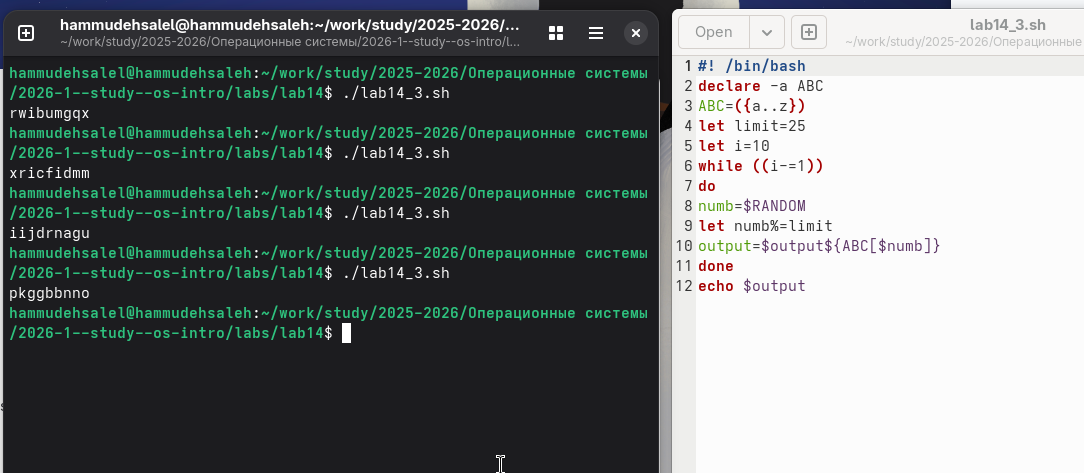 hammudehsalel@hammudehsaleh:~/work/study/2025-2026/...
~/work/study/2025-2026/Операционные системы/2026-1--study--os-intro/l...
hammudehsalel@hammudehsaleh:~/work/study/2025-2026/Операционные системы
/2026-1--study--os-intro/labs/lab14$ ./lab14_3.sh
rwibumgqx
hammudehsalel@hammudehsaleh:~/work/study/2025-2026/Операционные системы
/2026-1--study--os-intro/labs/lab14$ ./lab14_3.sh
xricfidmm
hammudehsalel@hammudehsaleh:~/work/study/2025-2026/Операционные системы
/2026-1--study--os-intro/labs/lab14$ ./lab14_3.sh
iijdrnagu
hammudehsalel@hammudehsaleh:~/work/study/2025-2026/Операционные системы
/2026-1--study--os-intro/labs/lab14$ ./lab14_3.sh
pkggbbnno
hammudehsalel@hammudehsaleh:~/work/study/2025-2026/Операционные системы
/2026-1--study--os-intro/labs/lab14$
Open
lab14_3.sh
~/work/study/2025-2026/Операционные
1 #! /bin/bash
2 declare -a ABC
3 ABC=({a..z})
4 let limit=25
5 let i=10
6 while ((i-=1))
7 do
8 numb=$RANDOM
9 let numb%=limit
10 output=$output${ABC[$numb]}
11 done
12 echo $output